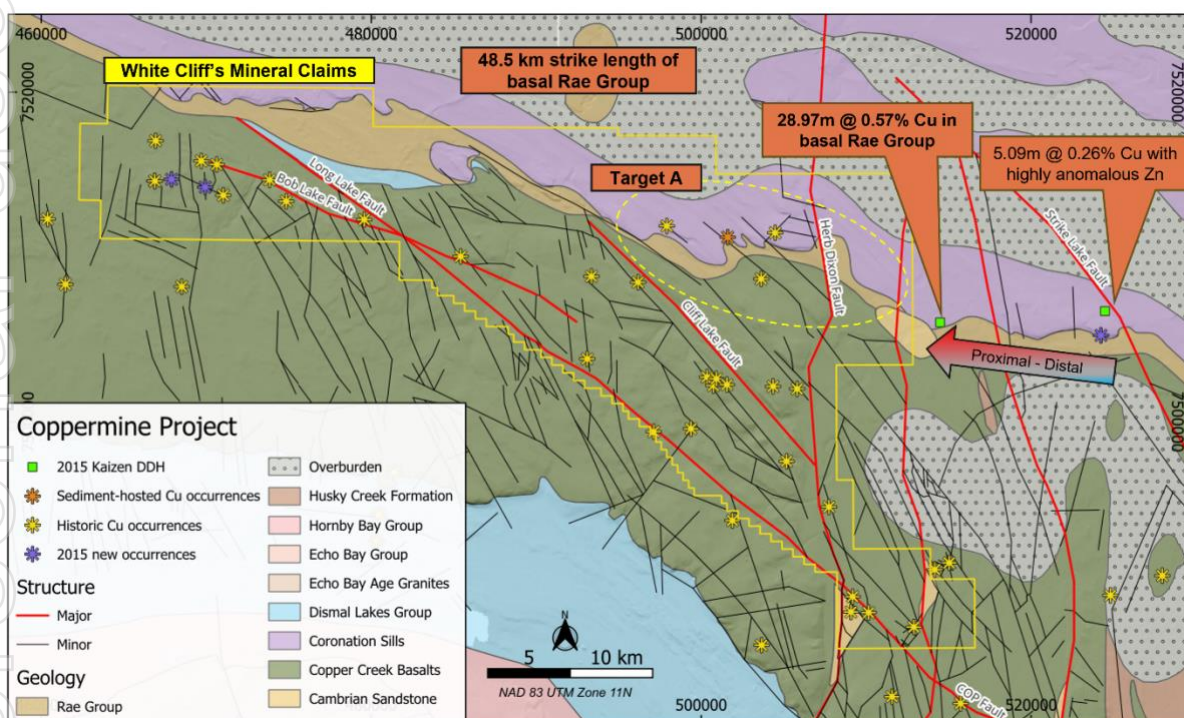 460000
480000
500000
520000
White Cliff's Mineral Claims
48.5 km strike length of
basal Rae Group
28.97m @ 0.57% Cu in
basal Rae Group
5.09m @ 0.26% Cu with
highly anomalous Zn
Target A
7520000
7520000
Long Lake Fault
Bob Lake Fault
Cliff Lake Fault
Herb Dixon Fault
Strike Lake Fault
Proximal - Distal
7500000
COP Fault
Coppermine Project
2015 Kaizen DDH
Sediment-hosted Cu occurrences
Historic Cu occurrences
2015 new occurrences
Structure
Major
Minor
Geology
Rae Group
Overburden
Husky Creek Formation
Hornby Bay Group
Echo Bay Group
Echo Bay Age Granites
Dismal Lakes Group
Coronation Sills
Copper Creek Basalts
Cambrian Sandstone
N
5 10 km
NAD 83 UTM Zone 11N
500000
520000